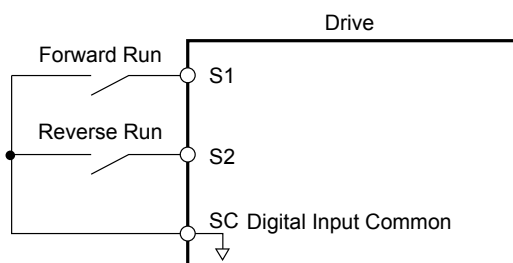 Drive
Forward Run
S1
Reverse Run
S2
SC Digital Input Common